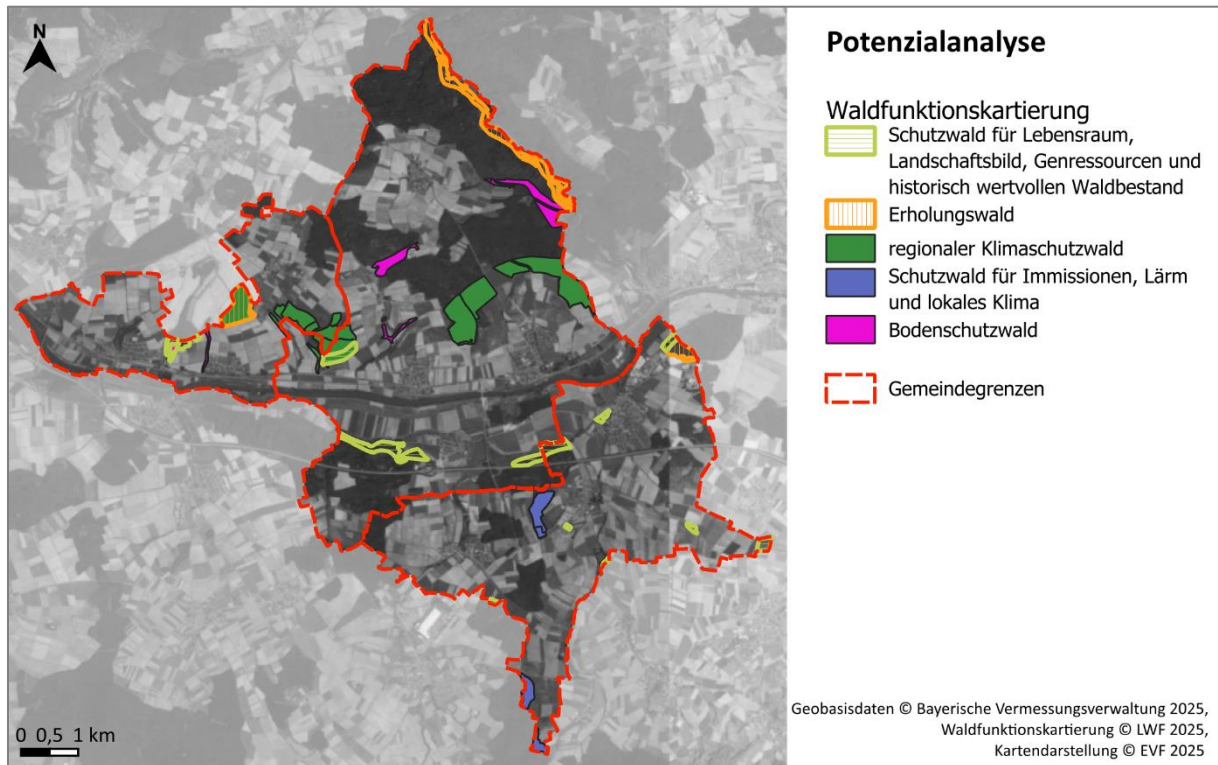 N
Potenzialanalyse
Waldfunktionskartierung
Schutzwald für Lebensraum,
Landschaftsbild, Genressourcen und
historisch wertvollen Waldbestand
Erholungswald
regionaler Klimaschutzwald
Schutzwald für Immissionen, Lärm
und lokales Klima
Bodenschutzwald
Gemeindegrenzen
0 0,5 1 km
Geobasisdaten © Bayerische Vermessungsverwaltung 2025,
Waldfunktionskartierung © LWF 2025,
Kartendarstellung © EVF 2025